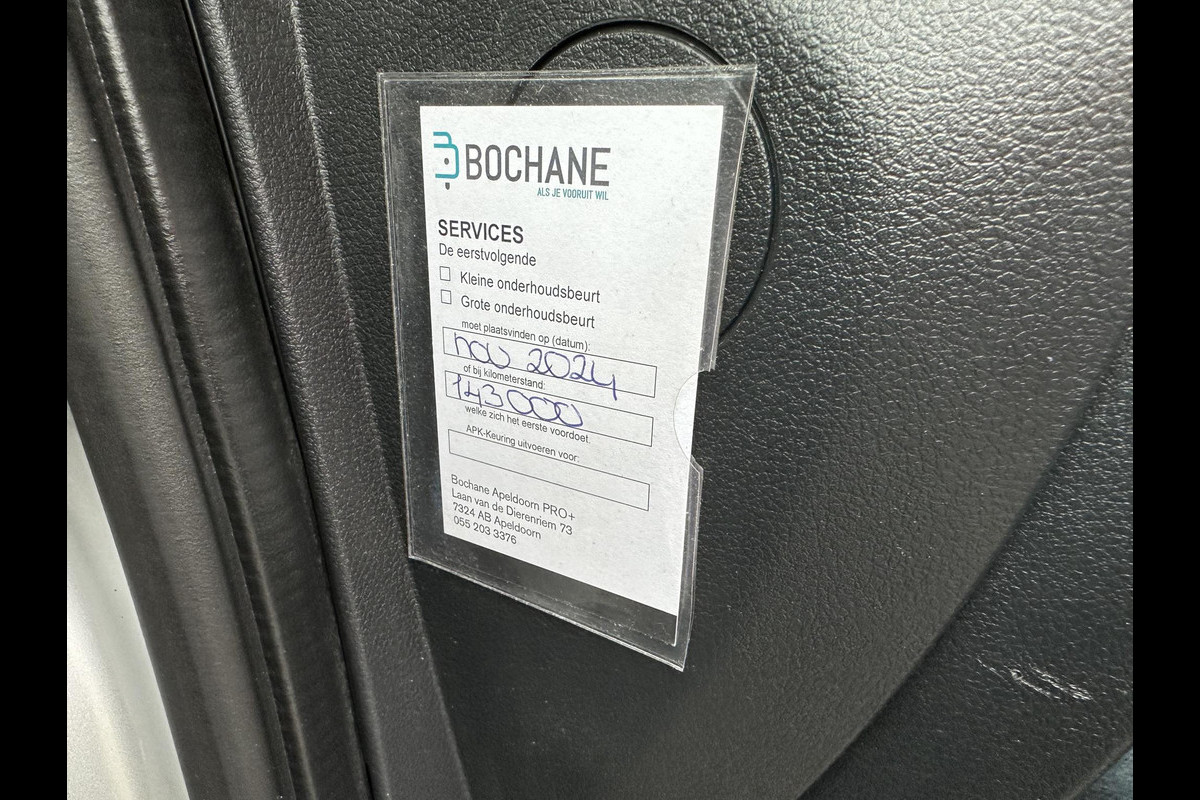 BOCHANE
ALS JE VOORUIT WIL
SERVICES
De eerstvolgende
Kleine onderhoudsbeurt
Grote onderhoudsbeurt
moet plaatsvinden op (datum):
nov 2024
of bij kilometerstand:
143000
welke zich het eerste voordoet.
APK-Keuring uitvoeren voor:
Bochane Apeldoorn PRO+
Laan van de Dierenriem 73
7324 AB Apeldoorn
055 203 3376